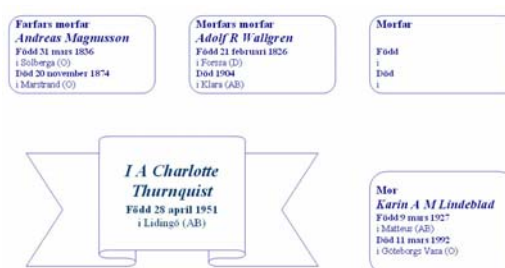 Farfars morfar
Andreas Magnusson
Född 31 mars 1836
i Solberga (O)
Död 20 november 1874
i Marstrand (O)
Morfars morfar
Adolf R Wallgren
Född 21 februari 1826
i Forssa (D)
Död 1904
i Klara (AB)
Morfar
Född
i
Död
i
I A Charlotte
Thurnquist
Född 28 april 1951
i Lidingö (AB)
Mor
Karin A M Lindeblad
Född 9 mars 1927
i Matteus (AB)
Död 11 mars 1992
i Göteborgs Vasa (O)